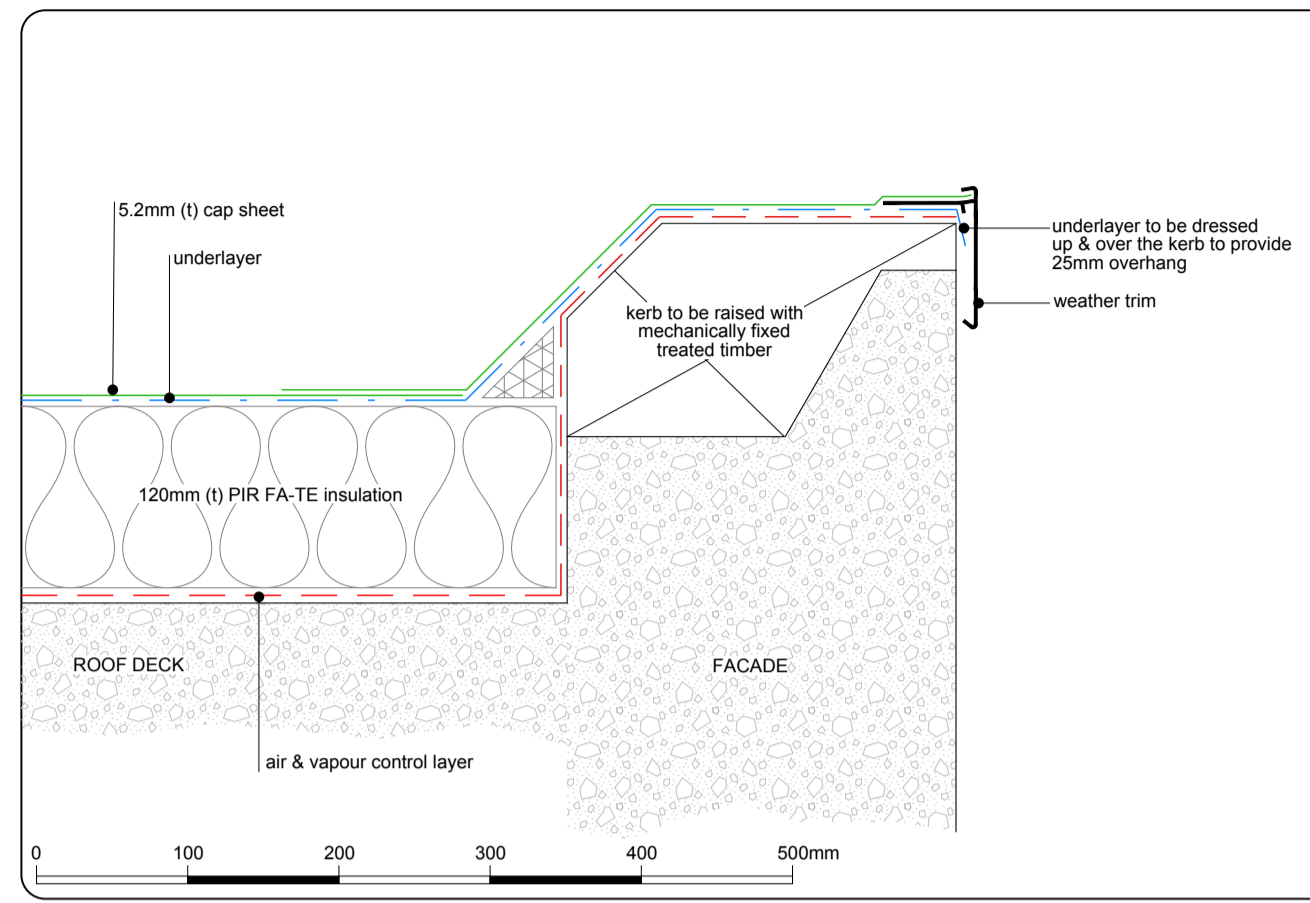 5.2mm (t) cap sheet
underlayer
underlayer to be dressed
up & over the kerb to provide
25mm overhang
weather trim
kerb to be raised with
mechanically fixed
treated timber
120mm (t) PIR FA-TE insulation
ROOF DECK
FACADE
air & vapour control layer
0 100 200 300 400 500mm